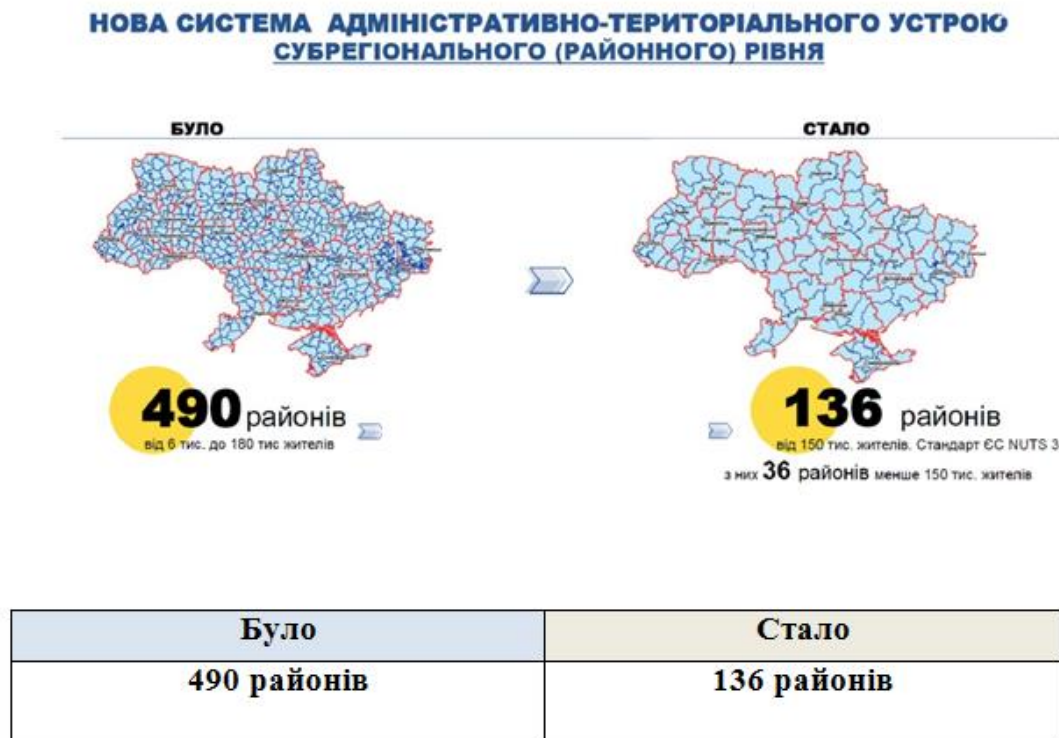 НОВА СИСТЕМА АДМІНІСТРАТИВНО-ТЕРИТОРІАЛЬНОГО УСТРОЮ
СУБРЕГІОНАЛЬНОГО (РАЙОННОГО) РІВНЯ
БУЛО
СТАЛО
490 районів
від 6 тис. до 180 тис жителів
136 районів
від 150 тис. жителів. Стандарт ЄС NUTS 3
з них 36 районів менше 150 тис. жителів
Було
Стало
490 районів
136 районів